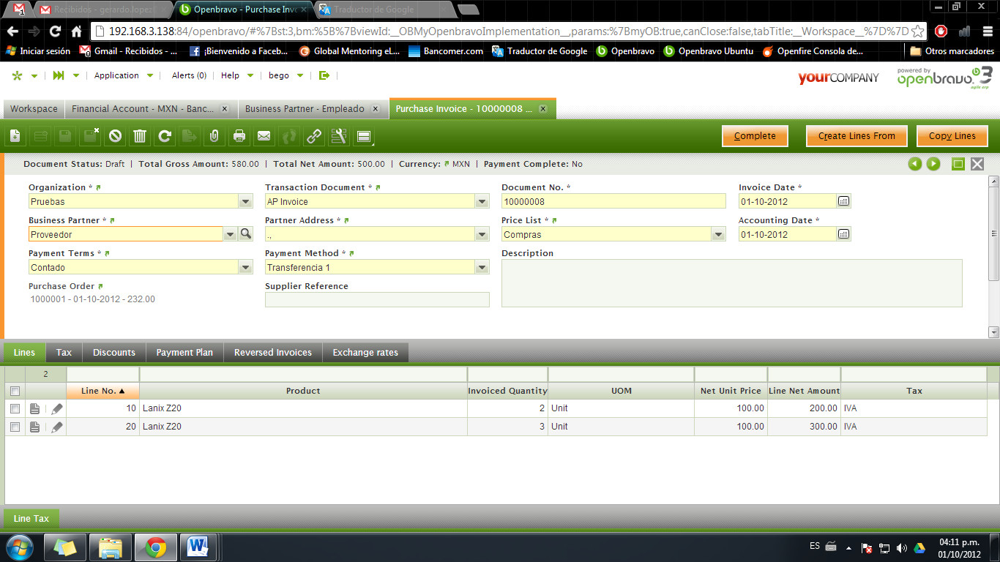 1 Recibidos - gerardo.lopez Openbravo - Purchase Invo Traductor de Google
192.168.3.138:84/openbravo/#%7Bst:3,bm:%5B%7BviewId:__OBMyOpenbravoImplementation__,params:%7BmyOB:true,canClose:false,tabTitle:__Workspace__%7D%7D
Iniciar sesión Gmail - Recibidos - ... ¡Bienvenido a Faceb... Global Mentoring eL... Bancomer.com Traductor de Google Openbravo Openbravo Ubuntu Openfire Consola de... Otros marcadores
Application Alerts (0) Help bego yourCOMPANY powered by openbravo 3 agile erp
Workspace Financial Account - MXN - Banc... Business Partner - Empleado Purchase Invoice - 10000008 ...
Complete Create Lines From Copy Lines
Document Status: Draft | Total Gross Amount: 580.00 | Total Net Amount: 500.00 | Currency: MXN | Payment Complete: No
Organization * Transaction Document * Document No. * Invoice Date *
Pruebas AP Invoice 10000008 01-10-2012
Business Partner * Partner Address * Price List * Accounting Date *
Proveedor ., Compras 01-10-2012
Payment Terms * Payment Method * Description
Contado Transferencia 1
Purchase Order Supplier Reference
1000001 - 01-10-2012 - 232.00
Lines Tax Discounts Payment Plan Reversed Invoices Exchange rates
2
Line No. Product Invoiced Quantity UOM Net Unit Price Line Net Amount Tax
10 Lanix Z20 2 Unit 100.00 200.00 IVA
20 Lanix Z20 3 Unit 100.00 300.00 IVA
Line Tax
ES 04:11 p.m.
01/10/2012